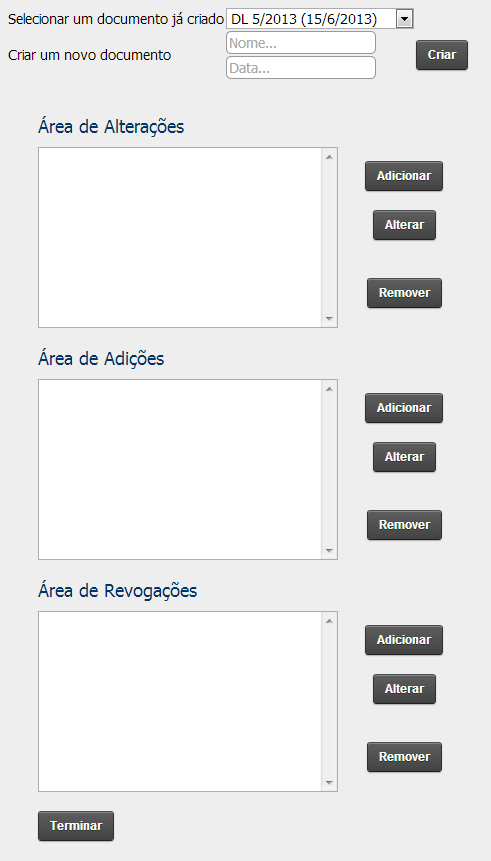 Selecionar um documento já criado DL 5/2013 (15/6/2013)
Nome...
Criar um novo documento Criar
Data...
Área de Alterações
Adicionar
Alterar
Remover
Área de Adições
Adicionar
Alterar
Remover
Área de Revogações
Adicionar
Alterar
Remover
Terminar